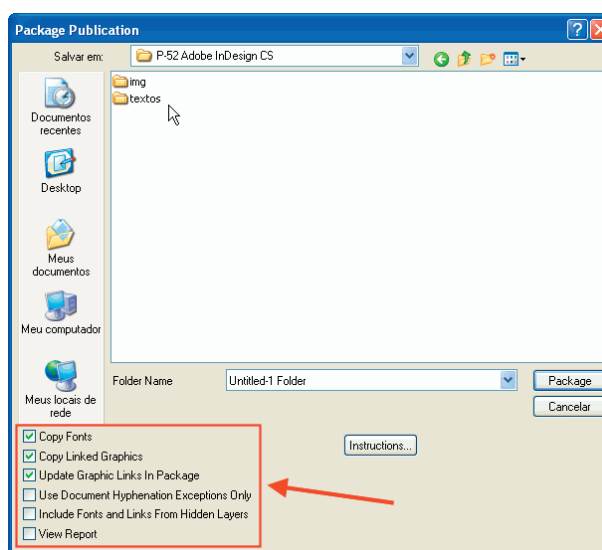 Package Publication
Salvar em:
P-52 Adobe InDesign CS
img
textos
Documentos
recentes
Desktop
Meus
documentos
Meu computador
Meus locais de
rede
Folder Name
Untitled-1 Folder
Package
Cancelar
Copy Fonts
Copy Linked Graphics
Update Graphic Links In Package
Use Document Hyphenation Exceptions Only
Include Fonts and Links From Hidden Layers
View Report
Instructions...